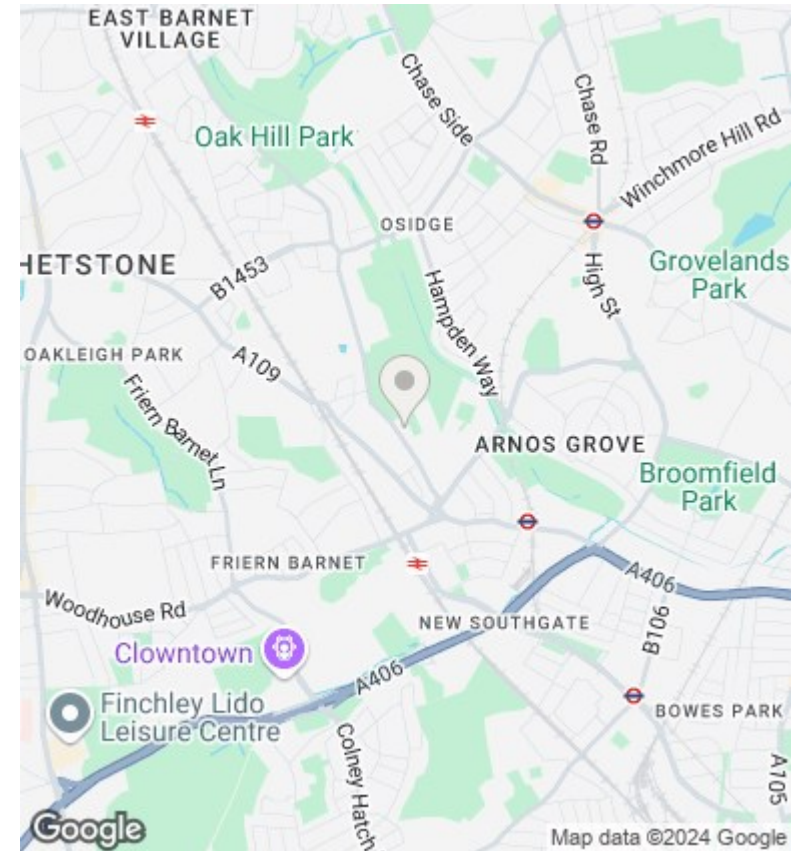 EAST BARNET
VILLAGE
Chase Side
Chase Rd
Oak Hill Park
Winchmore Hill Rd
OSIDGE
HETSTONE
B1453
High St
Grovelands
Park
Hampden Way
OAKLEIGH PARK
A109
Friern Barnet Ln
ARNOS GROVE
Broomfield
Park
FRIERN BARNET
A406
Woodhouse Rd
NEW SOUTHGATE
B106
Clowntown
A406
Finchley Lido
Leisure Centre
BOWES PARK
Colney Hatch
A105
Google
Map data ©2024 Google